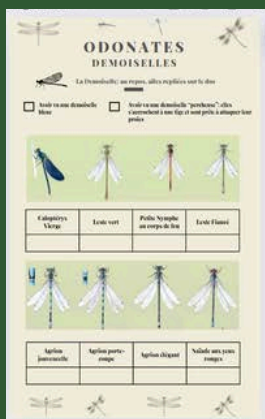 ODONATES
DEMOISELLES
La Demoiselle: au repos, ailes repliées sur le dos
Avoir vu une demoiselle
bleue
Avoir vu une demoiselle "percheuse": elles
s'accrochent à une tige et sont prêts à attaquer leur
proies
Caloptéryx
Vierge
Leste vert
Petite Nymphe
au corps de feu
Leste Fiancé
Agrion
jouvencelle
Agrion porte-
coupe
Agrion élégant
Naïade aux yeux
rouges